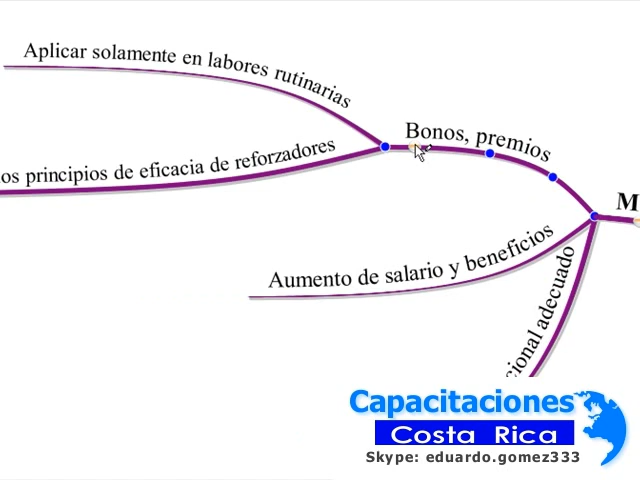 Aplicar solamente en labores rutinarias
Bonos, premios
os principios de eficacia de reforzadores
M
Aumento de salario y beneficios
cional adecuado
Capacitaciones
Costa Rica
Skype: eduardo.gomez333